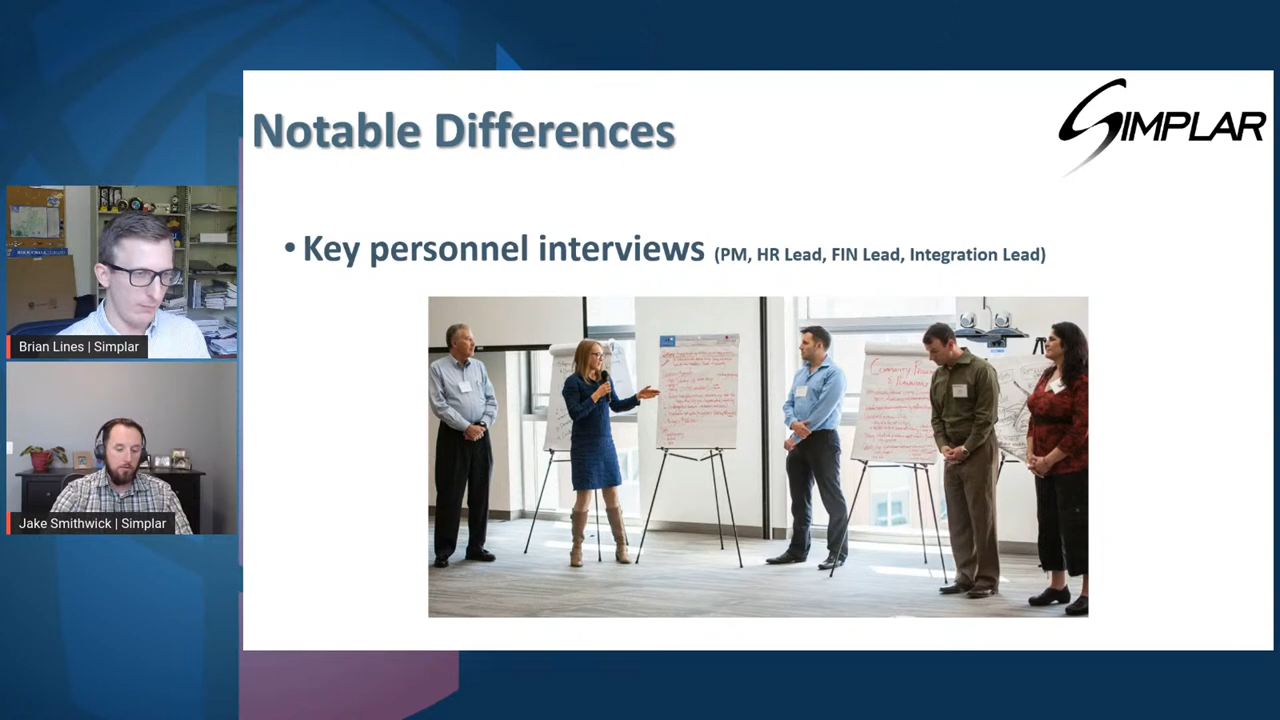 Notable Differences
SIMPLAR
• Key personnel interviews (PM, HR Lead, FIN Lead, Integration Lead)
Brian Lines | Simplar
Jake Smithwick | Simplar